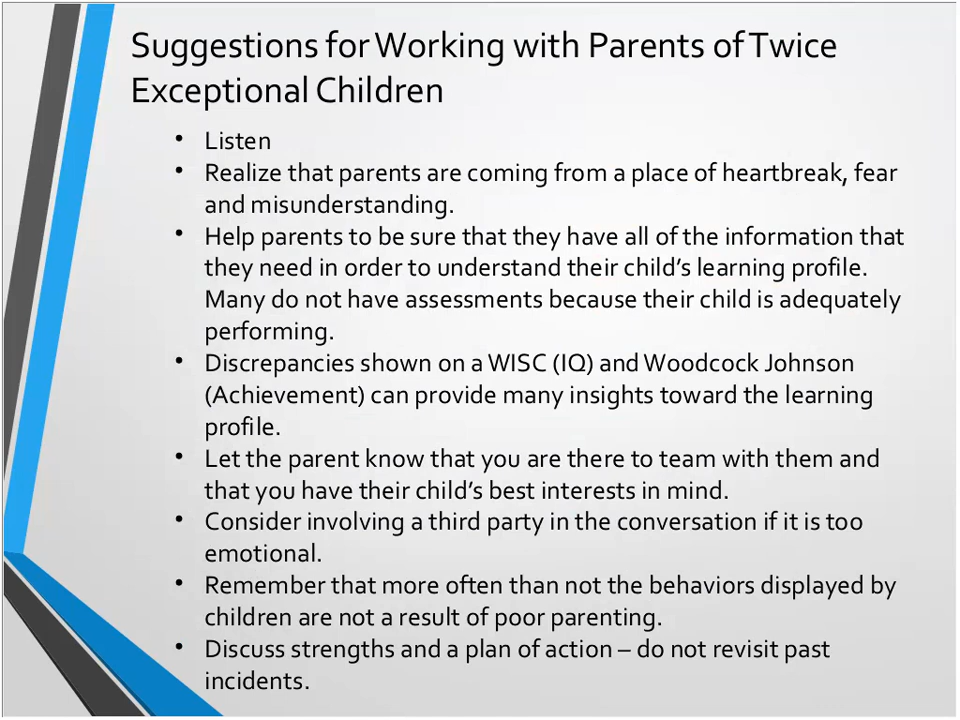 Suggestions for Working with Parents of Twice
Exceptional Children
• Listen
• Realize that parents are coming from a place of heartbreak, fear
and misunderstanding.
• Help parents to be sure that they have all of the information that
they need in order to understand their child’s learning profile.
Many do not have assessments because their child is adequately
performing.
• Discrepancies shown on a WISC (IQ) and Woodcock Johnson
(Achievement) can provide many insights toward the learning
profile.
• Let the parent know that you are there to team with them and
that you have their child’s best interests in mind.
• Consider involving a third party in the conversation if it is too
emotional.
• Remember that more often than not the behaviors displayed by
children are not a result of poor parenting.
• Discuss strengths and a plan of action – do not revisit past
incidents.